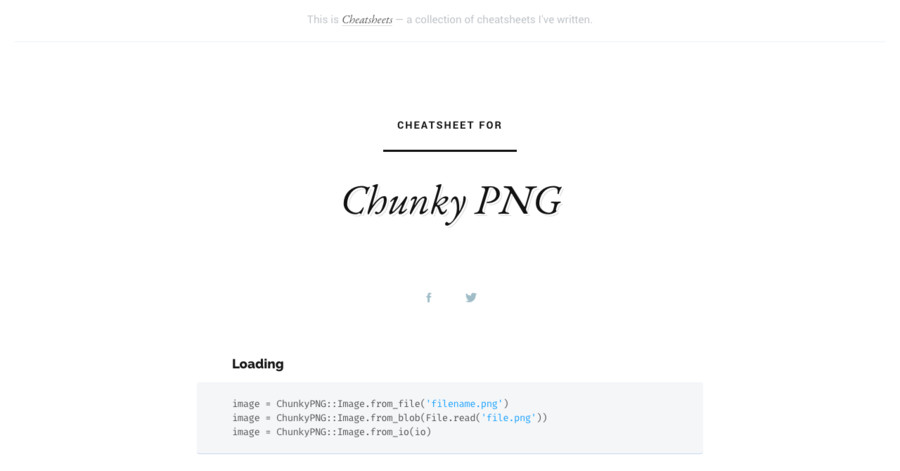 This is Cheatsheets — a collection of cheatsheets I've written.
CHEATSHEET FOR
Chunky PNG
Loading
image = ChunkyPNG::Image.from_file('filename.png')
image = ChunkyPNG::Image.from_blob(File.read('file.png'))
image = ChunkyPNG::Image.from_io(io)